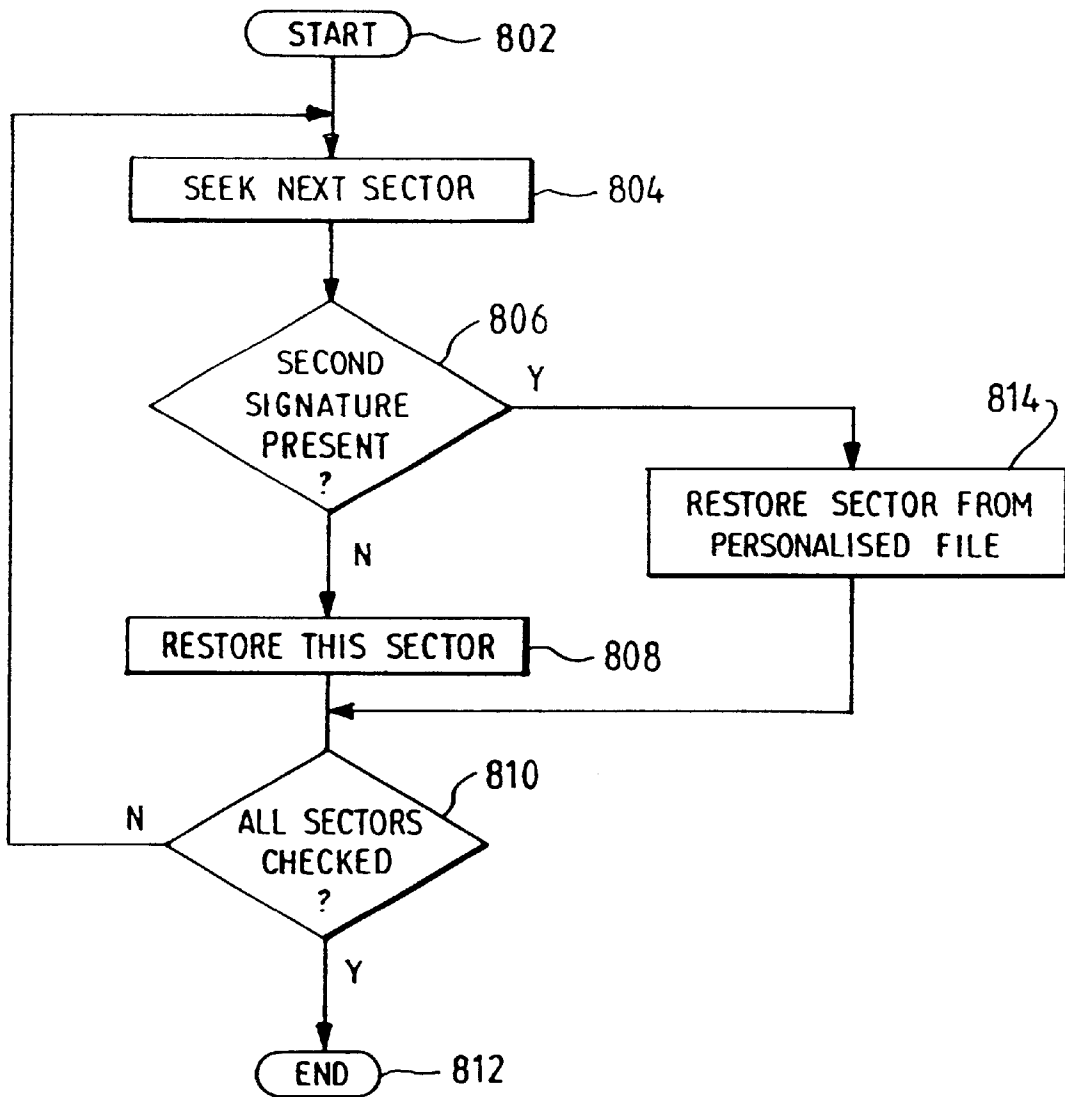 START
802
SEEK NEXT SECTOR
804
806
SECOND
SIGNATURE
PRESENT
?
Y
N
814
RESTORE SECTOR FROM
PERSONALISED FILE
RESTORE THIS SECTOR
808
810
ALL SECTORS
CHECKED
?
N
Y
END
812